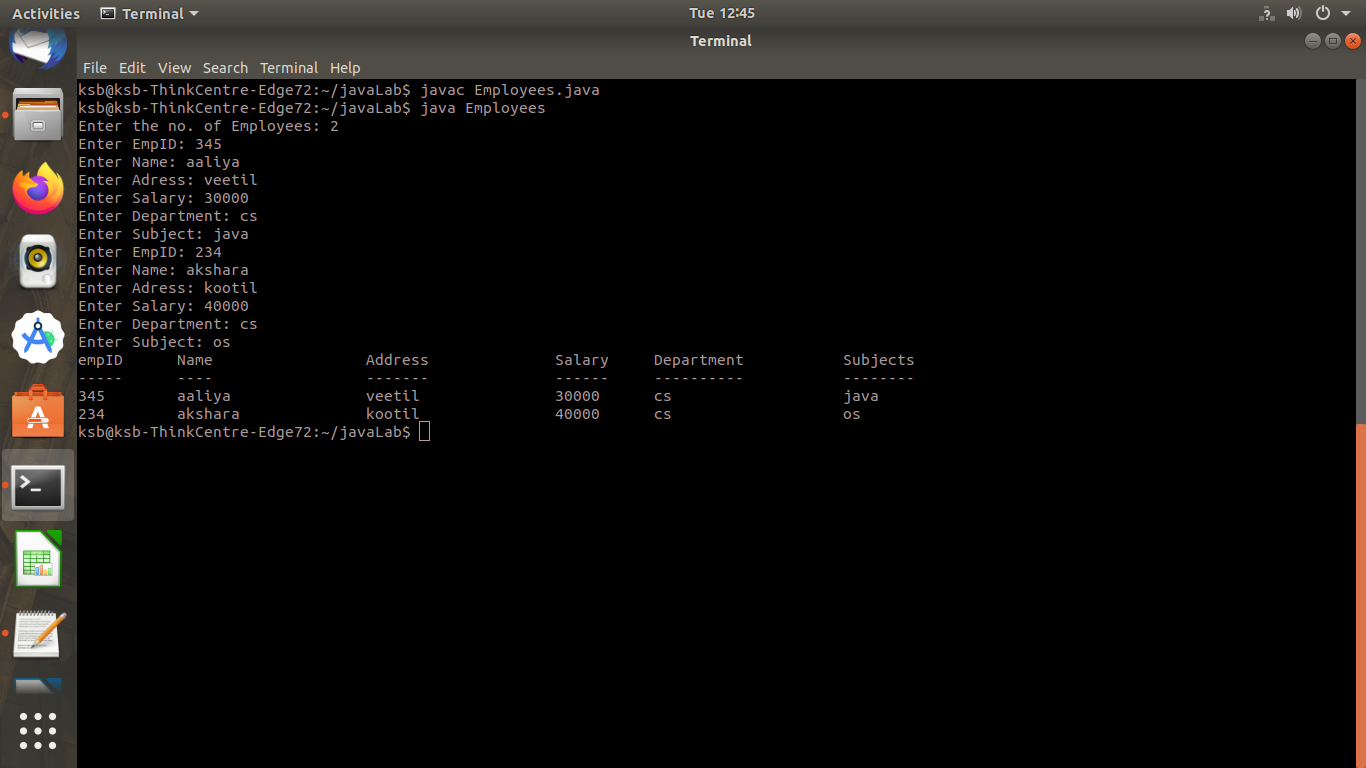 Activities Terminal Tue 12:45
Terminal
File Edit View Search Terminal Help
ksb@ksb-ThinkCentre-Edge72:~/javaLab$ javac Employees.java
ksb@ksb-ThinkCentre-Edge72:~/javaLab$ java Employees
Enter the no. of Employees: 2
Enter EmpID: 345
Enter Name: aaliya
Enter Adress: veetil
Enter Salary: 30000
Enter Department: cs
Enter Subject: java
Enter EmpID: 234
Enter Name: akshara
Enter Adress: kootil
Enter Salary: 40000
Enter Department: cs
Enter Subject: os
empID Name Address Salary Department Subjects
----- ---- ------- ------ ---------- --------
345 aaliya veetil 30000 cs java
234 akshara kootil 40000 cs os
ksb@ksb-ThinkCentre-Edge72:~/javaLab$